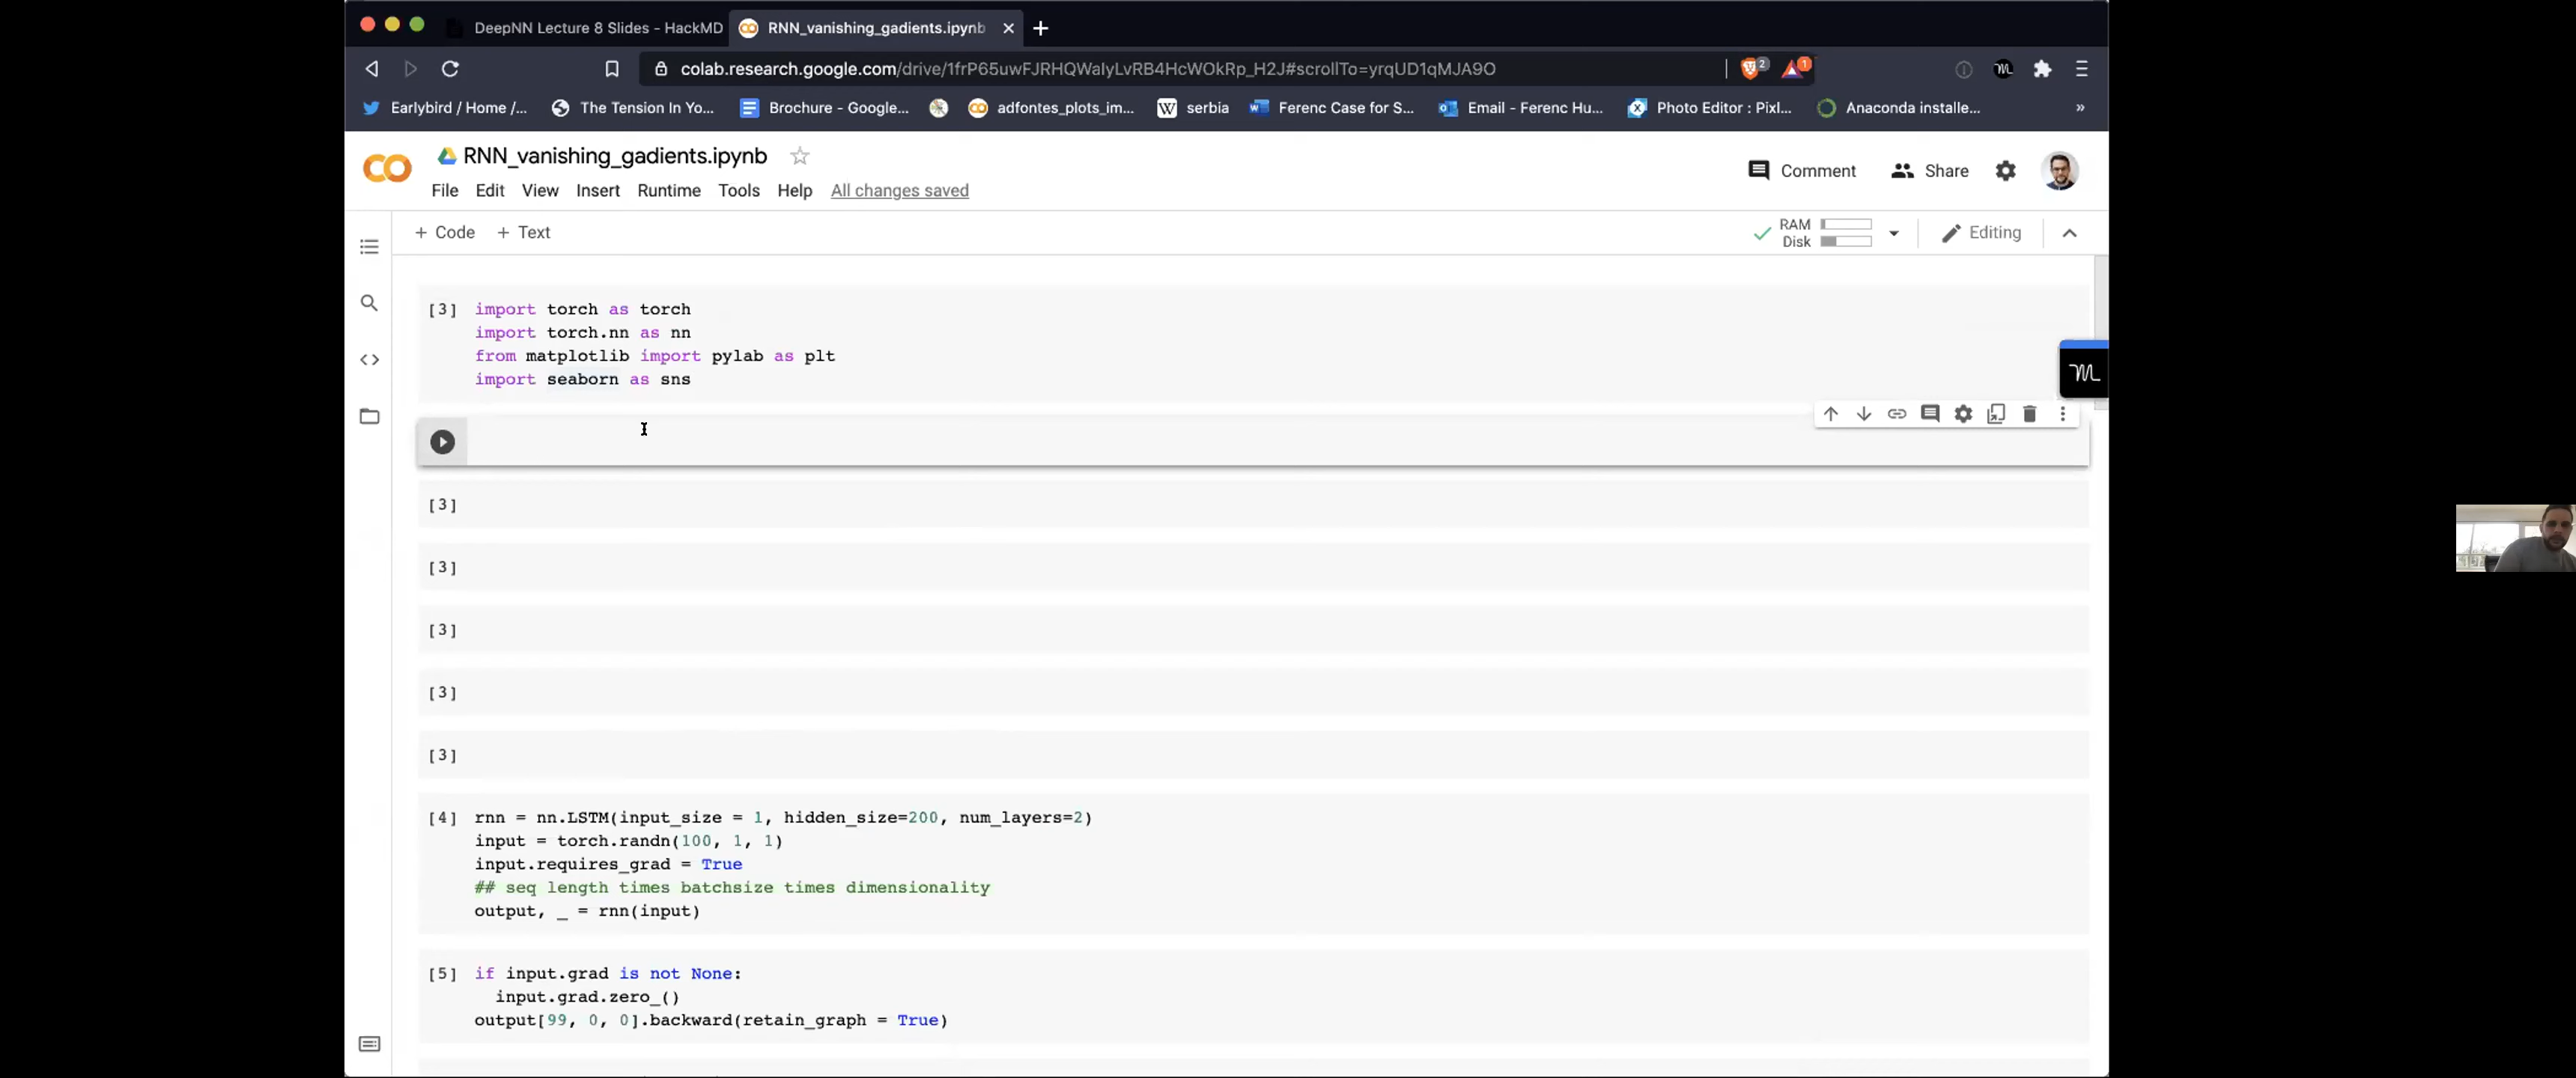 DeepNN Lecture 8 Slides - HackMD
RNN_vanishing_gadients.ipynb
colab.research.google.com/drive/1frP65uwFJRHQWaIyLvRB4HcWOkRp_H2J#scrollTo=yrqUD1qMJA9O
2
1
Earlybird / Home /...
The Tension In Yo...
Brochure - Google...
adfontes_plots_im...
W serbia
Ferenc Case for S...
Email - Ferenc Hu...
Photo Editor : Pixl...
Anaconda installe...
»
CO
RNN_vanishing_gadients.ipynb
Comment
Share
File Edit View Insert Runtime Tools Help All changes saved
+ Code + Text
RAM
Disk
Editing
[3] import torch as torch
import torch.nn as nn
from matplotlib import pylab as plt
import seaborn as sns
[3]
[3]
[3]
[3]
[3]
[4] rnn = nn.LSTM(input_size = 1, hidden_size=200, num_layers=2)
input = torch.randn(100, 1, 1)
input.requires_grad = True
## seq length times batchsize times dimensionality
output, _ = rnn(input)
[5] if input.grad is not None:
input.grad.zero_()
output[99, 0, 0].backward(retain_graph = True)